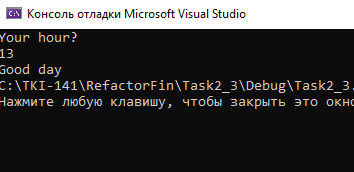 Консоль отладки Microsoft Visual Studio
Your hour?
13
Good day
C:\TKI-141\RefactorFin\Task2_3\Debug\Task2_3.
Нажмите любую клавишу, чтобы закрыть это окно